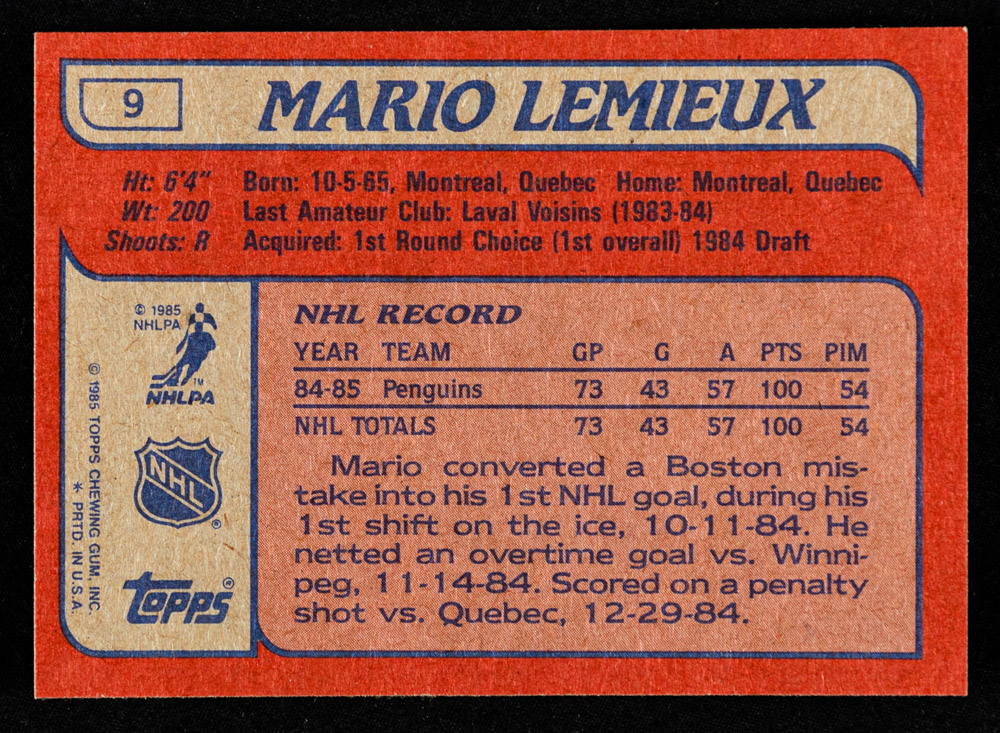 9
MARIO LEMIEUX
Ht: 6'4" Born: 10-5-65, Montreal, Quebec Home: Montreal, Quebec
Wt: 200 Last Amateur Club: Laval Voisins (1983-84)
Shoots: R Acquired: 1st Round Choice (1st overall) 1984 Draft
© 1985
NHLPA
TM
NHLPA
NHL
®
topps®
© 1985 TOPPS CHEWING GUM, INC.
* PRTD. IN U.S.A.
NHL RECORD
YEAR TEAM GP G A PTS PIM
84-85 Penguins 73 43 57 100 54
NHL TOTALS 73 43 57 100 54
Mario converted a Boston mis-
take into his 1st NHL goal, during his
1st shift on the ice, 10-11-84. He
netted an overtime goal vs. Winni-
peg, 11-14-84. Scored on a penalty
shot vs. Quebec, 12-29-84.